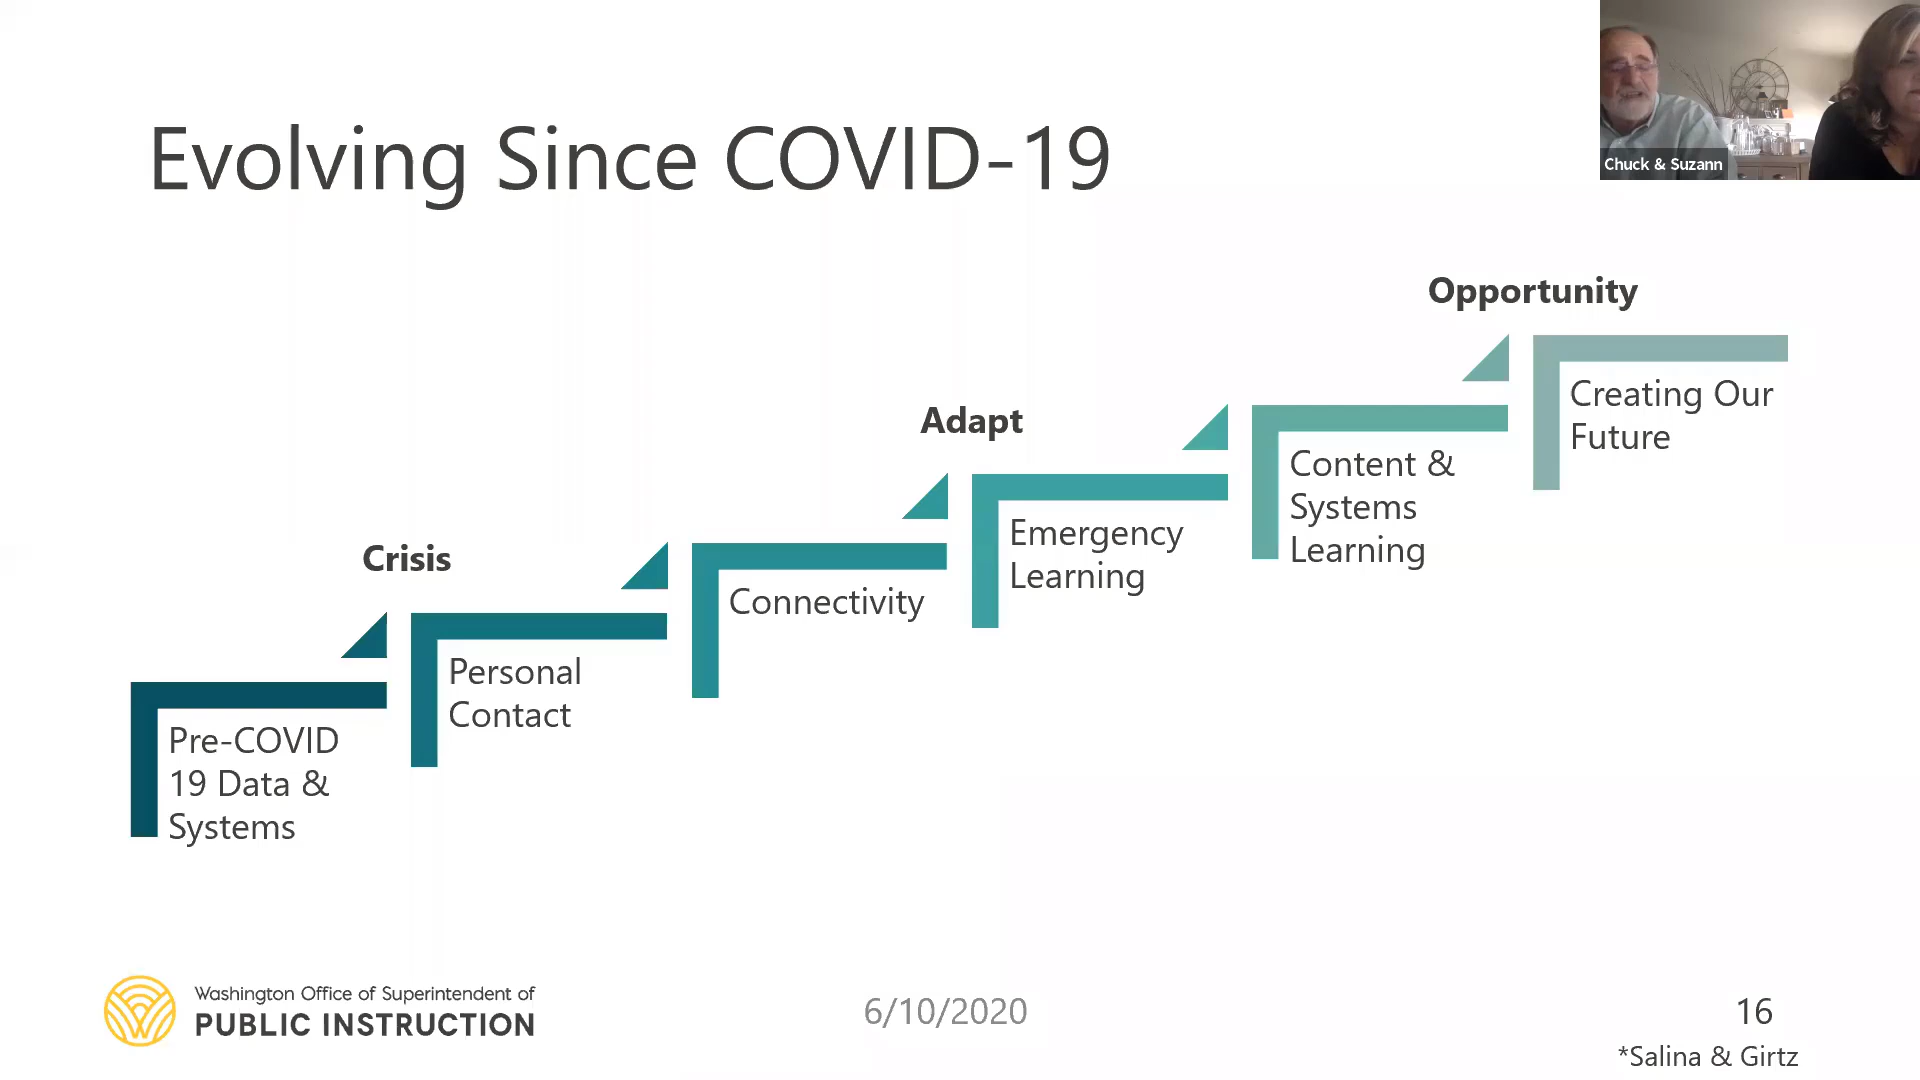 Evolving Since COVID-19
Chuck & Suzann
Opportunity
Creating Our
Future
Adapt
Content &
Systems
Learning
Emergency
Learning
Crisis
Connectivity
Personal
Contact
Pre-COVID
19 Data &
Systems
Washington Office of Superintendent of
PUBLIC INSTRUCTION
6/10/2020
16
*Salina & Girtz